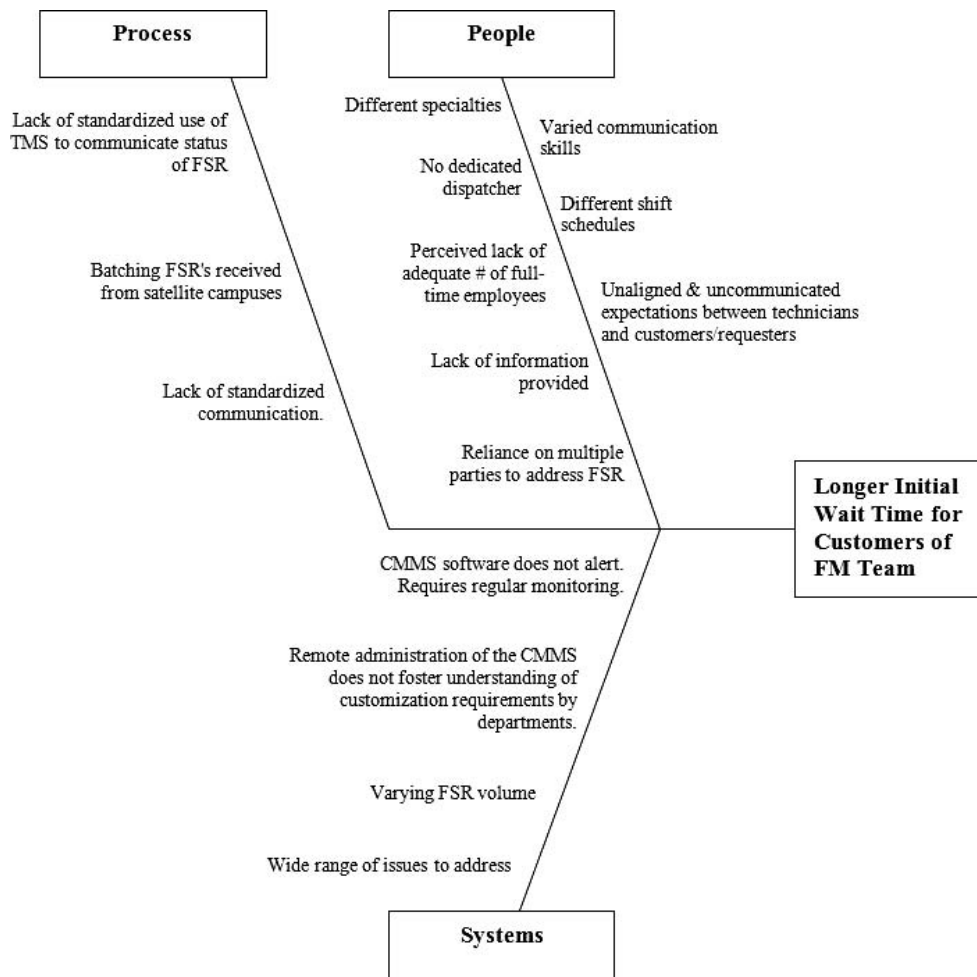 Process
Lack of standardized use of
TMS to communicate status
of FSR
Batching FSR's received
from satellite campuses
Lack of standardized
communication.
People
Different specialties
No dedicated
dispatcher
Perceived lack of
adequate # of full-
time employees
Lack of information
provided
Reliance on multiple
parties to address FSR
Varied communication
skills
Different shift
schedules
Unaligned & uncommunicated
expectations between technicians
and customers/requesters
Longer Initial
Wait Time for
Customers of
FM Team
CMMS software does not alert.
Requires regular monitoring.
Remote administration of the CMMS
does not foster understanding of
customization requirements by
departments.
Varying FSR volume
Wide range of issues to address
Systems